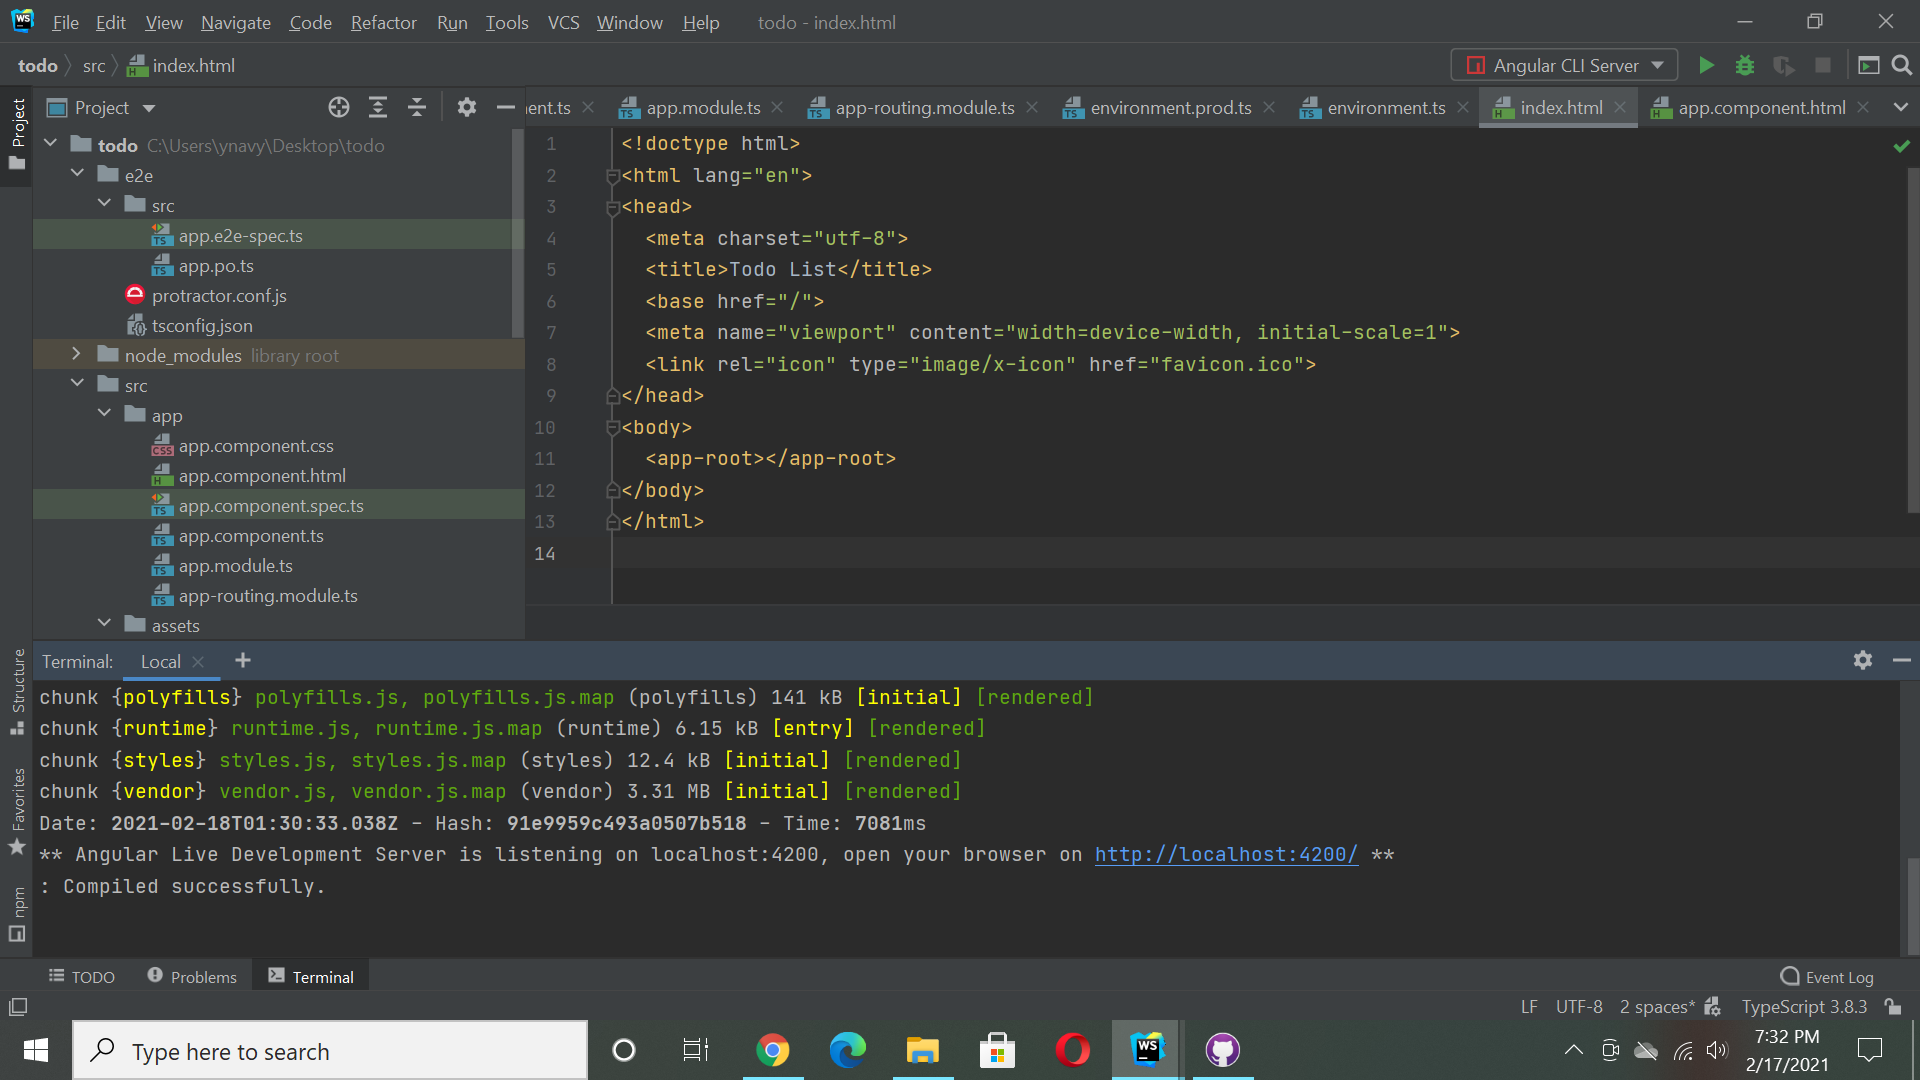 WS File Edit View Navigate Code Refactor Run Tools VCS Window Help todo - index.html
todo src index.html Angular CLI Server
Project
Project
nent.ts app.module.ts app-routing.module.ts environment.prod.ts environment.ts index.html app.component.html
todo C:\Users\ynavy\Desktop\todo
e2e
src
app.e2e-spec.ts
app.po.ts
protractor.conf.js
tsconfig.json
node_modules library root
src
app
app.component.css
app.component.html
app.component.spec.ts
app.component.ts
app.module.ts
app-routing.module.ts
assets
1 <!doctype html>
2 <html lang="en">
3 <head>
4 <meta charset="utf-8">
5 <title>Todo List</title>
6 <base href="/">
7 <meta name="viewport" content="width=device-width, initial-scale=1">
8 <link rel="icon" type="image/x-icon" href="favicon.ico">
9 </head>
10 <body>
11 <app-root></app-root>
12 </body>
13 </html>
14
Structure
Favorites
npm
Terminal: Local
chunk {polyfills} polyfills.js, polyfills.js.map (polyfills) 141 kB [initial] [rendered]
chunk {runtime} runtime.js, runtime.js.map (runtime) 6.15 kB [entry] [rendered]
chunk {styles} styles.js, styles.js.map (styles) 12.4 kB [initial] [rendered]
chunk {vendor} vendor.js, vendor.js.map (vendor) 3.31 MB [initial] [rendered]
Date: 2021-02-18T01:30:33.038Z - Hash: 91e9959c493a0507b518 - Time: 7081ms
** Angular Live Development Server is listening on localhost:4200, open your browser on http://localhost:4200/ **
: Compiled successfully.
TODO Problems Terminal Event Log
LF UTF-8 2 spaces* TypeScript 3.8.3
Type here to search
WS
7:32 PM
2/17/2021